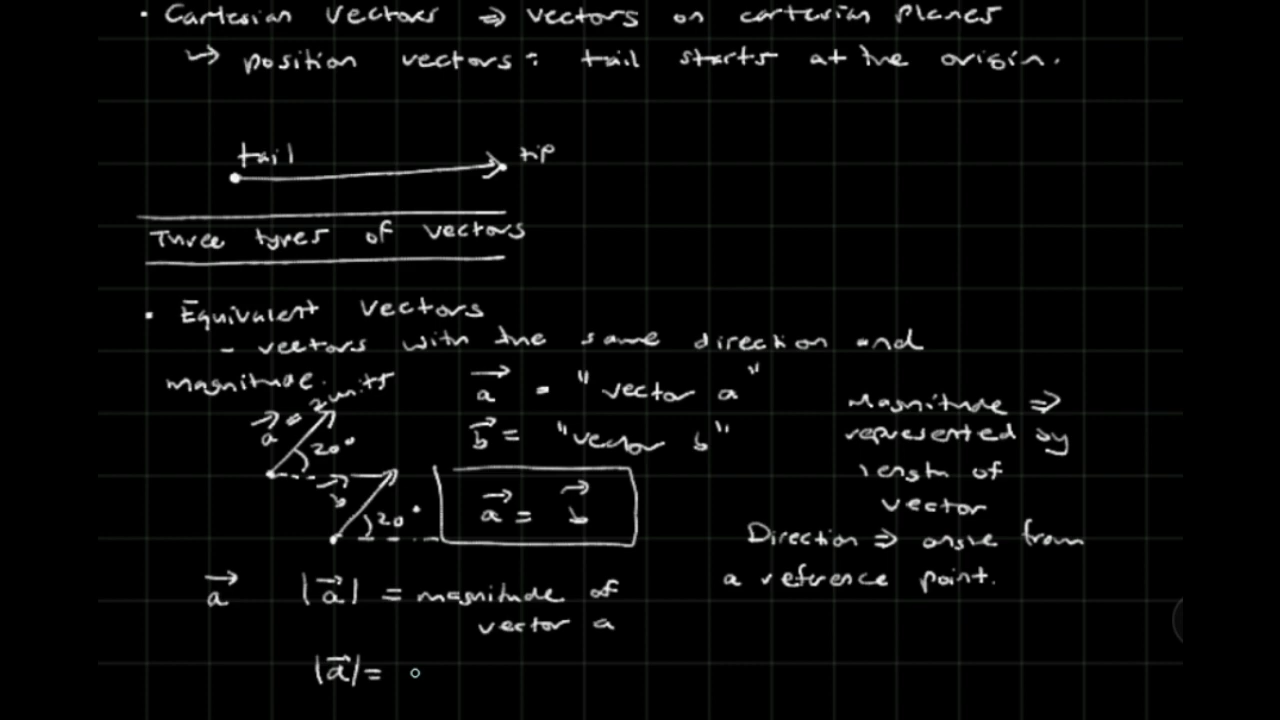 • Cartesian Vectors ⇒ vectors on cartesian planes
↪ position vectors: tail starts at the origin.
tail
tip
Three types of vectors
• Equivalent vectors
- vectors with the same direction and
magnitude.
a⃗ = 2 units
20°
b⃗
20°
a⃗ = "vector a"
b⃗ = "vector b"
a⃗ = b⃗
Magnitude ⇒
represented by
length of
vector
Direction ⇒ angle from
a reference point.
a⃗ |a⃗| = magnitude of
vector a
|a⃗| =